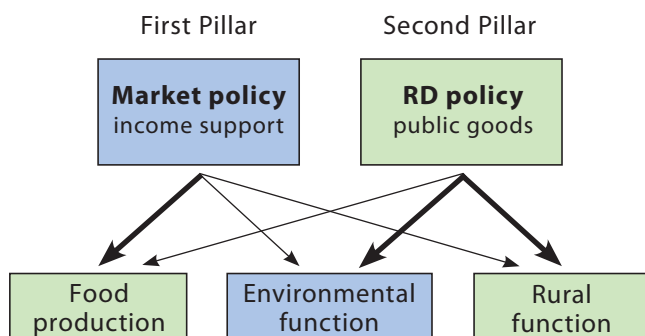 First Pillar
Second Pillar
Market policy
income support
RD policy
public goods
Food
production
Environmental
function
Rural
function